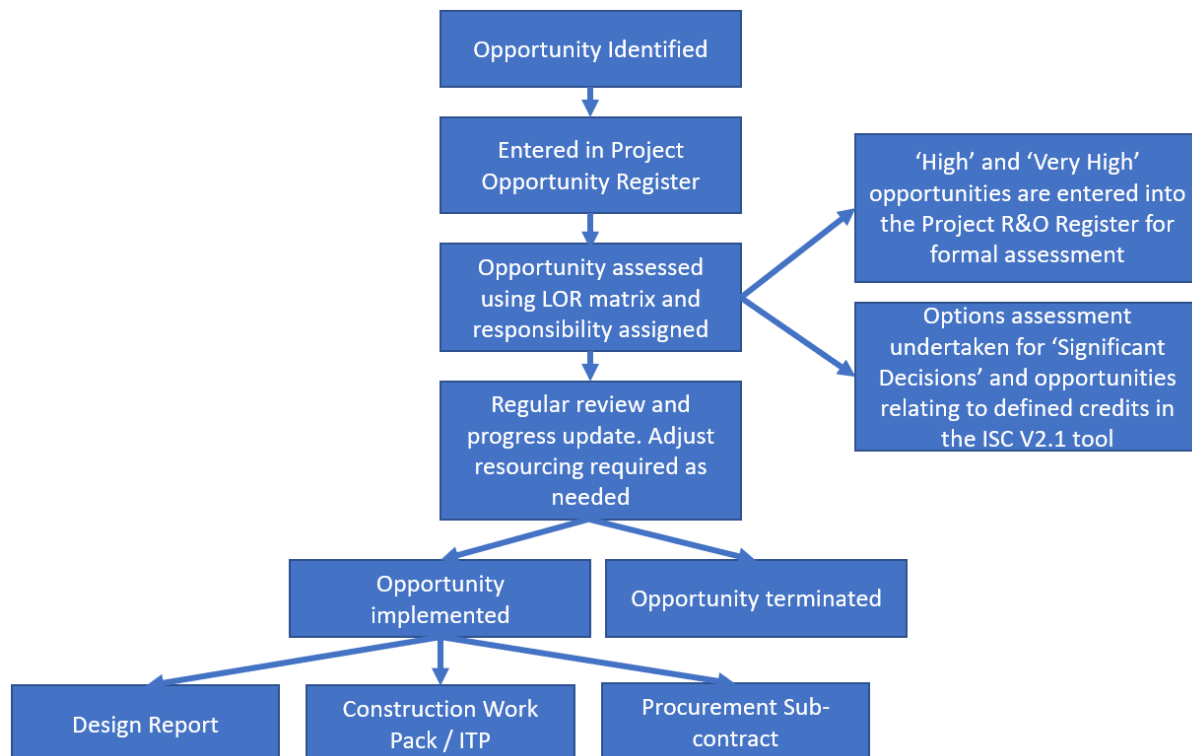 Opportunity Identified
Entered in Project
Opportunity Register
‘High’ and ‘Very High’
opportunities are entered into
the Project R&O Register for
formal assessment
Opportunity assessed
using LOR matrix and
responsibility assigned
Options assessment
undertaken for ‘Significant
Decisions’ and opportunities
relating to defined credits in
the ISC V2.1 tool
Regular review and
progress update. Adjust
resourcing required as
needed
Opportunity
implemented
Opportunity terminated
Design Report
Construction Work
Pack / ITP
Procurement Sub-
contract